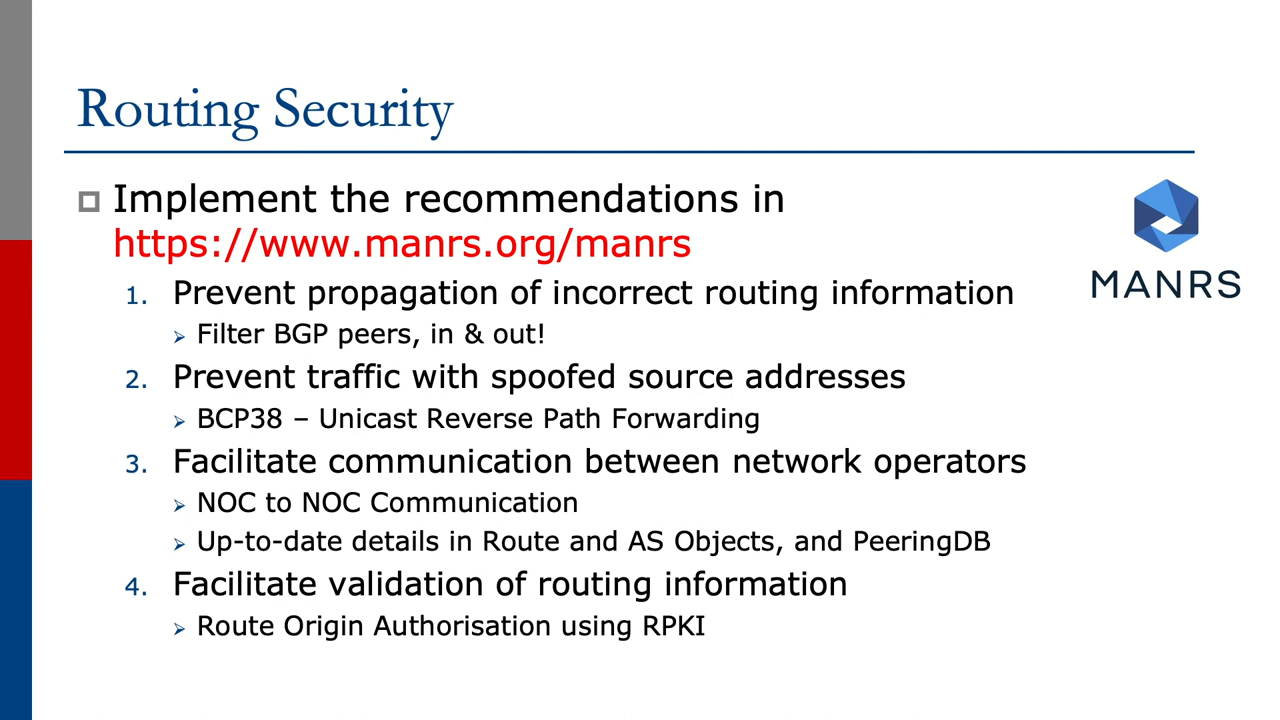 Routing Security
Implement the recommendations in
https://www.manrs.org/manrs
MANRS
1. Prevent propagation of incorrect routing information
Filter BGP peers, in & out!
2. Prevent traffic with spoofed source addresses
BCP38 – Unicast Reverse Path Forwarding
3. Facilitate communication between network operators
NOC to NOC Communication
Up-to-date details in Route and AS Objects, and PeeringDB
4. Facilitate validation of routing information
Route Origin Authorisation using RPKI